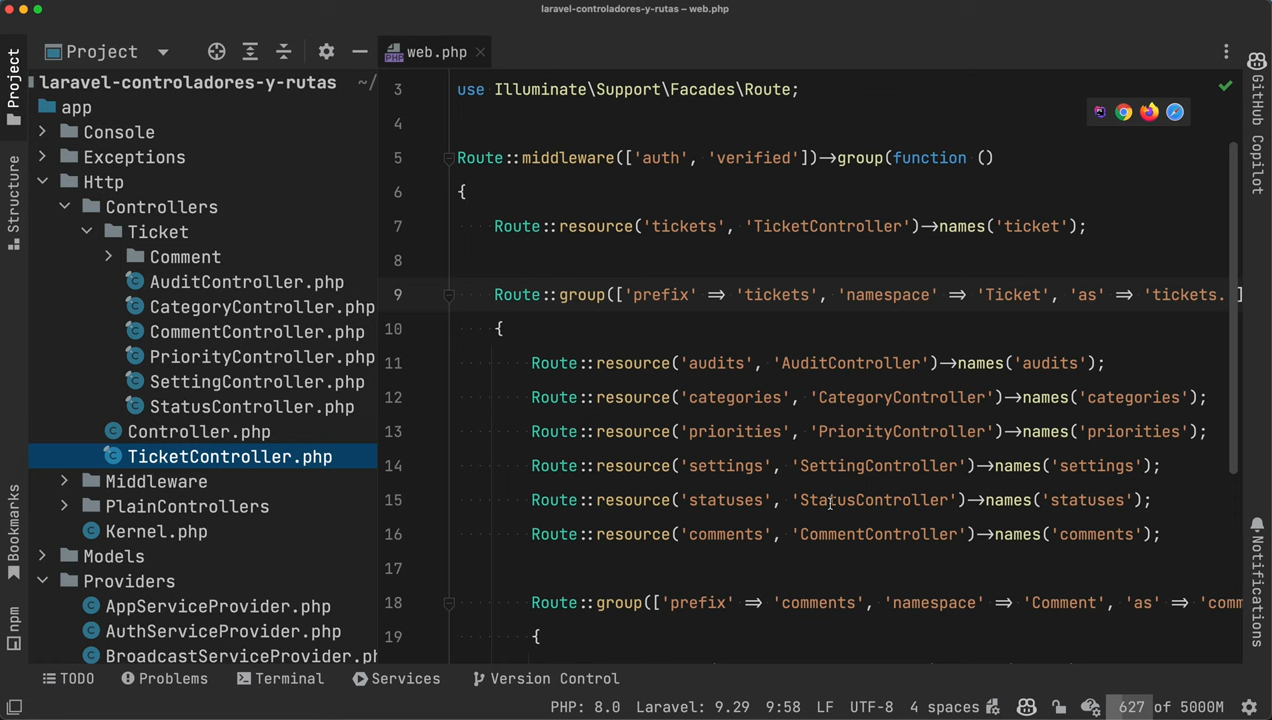 laravel-controladores-y-rutas – web.php
Project
web.php
Project
Structure
Bookmarks
npm
laravel-controladores-y-rutas ~/
app
Console
Exceptions
Http
Controllers
Ticket
Comment
AuditController.php
CategoryController.php
CommentController.php
PriorityController.php
SettingController.php
StatusController.php
Controller.php
TicketController.php
Middleware
PlainControllers
Kernel.php
Models
Providers
AppServiceProvider.php
AuthServiceProvider.php
BroadcastServiceProvider.ph
3 use Illuminate\Support\Facades\Route;
4
5 Route::middleware(['auth', 'verified'])->group(function ()
6 {
7 Route::resource('tickets', 'TicketController')->names('ticket');
8
9 Route::group(['prefix' => 'tickets', 'namespace' => 'Ticket', 'as' => 'tickets. ]
10 {
11 Route::resource('audits', 'AuditController')->names('audits');
12 Route::resource('categories', 'CategoryController')->names('categories');
13 Route::resource('priorities', 'PriorityController')->names('priorities');
14 Route::resource('settings', 'SettingController')->names('settings');
15 Route::resource('statuses', 'StatusController')->names('statuses');
16 Route::resource('comments', 'CommentController')->names('comments');
17
18 Route::group(['prefix' => 'comments', 'namespace' => 'Comment', 'as' => 'comm
19 {
GitHub Copilot
Notifications
TODO Problems Terminal Services Version Control
PHP: 8.0 Laravel: 9.29 9:58 LF UTF-8 4 spaces 627 of 5000M